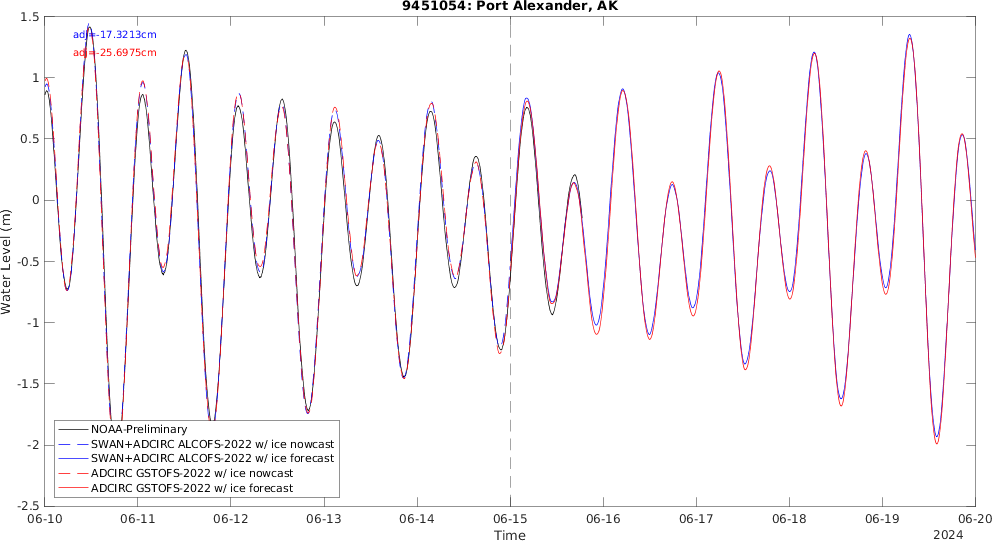 9451054: Port Alexander, AK
adj=-17.3213cm
adj=-25.6975cm
1.5
1
0.5
0
-0.5
-1
-1.5
-2
-2.5
Water Level (m)
NOAA-Preliminary
SWAN+ADCIRC ALCOFS-2022 w/ ice nowcast
SWAN+ADCIRC ALCOFS-2022 w/ ice forecast
ADCIRC GSTOFS-2022 w/ ice nowcast
ADCIRC GSTOFS-2022 w/ ice forecast
06-10 06-11 06-12 06-13 06-14 06-15 06-16 06-17 06-18 06-19 06-20
Time
2024